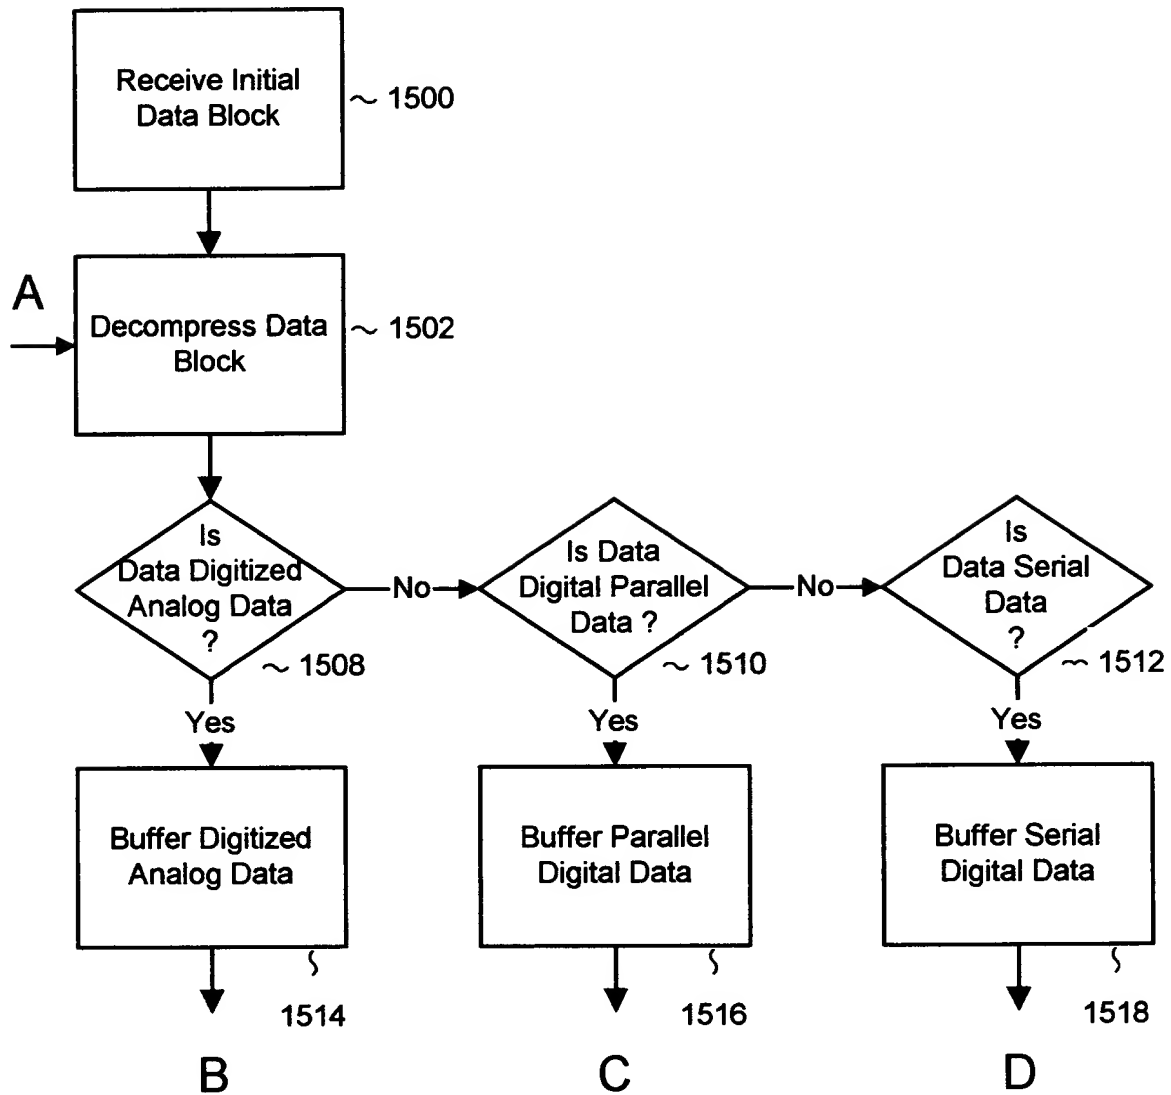 Receive Initial
Data Block
1500
A
Decompress Data
Block
1502
Is
Data Digitized
Analog Data
?
1508
No
Is Data
Digital Parallel
Data ?
1510
No
Is
Data Serial
Data
?
1512
Yes
Yes
Yes
Buffer Digitized
Analog Data
1514
Buffer Parallel
Digital Data
1516
Buffer Serial
Digital Data
1518
B
C
D